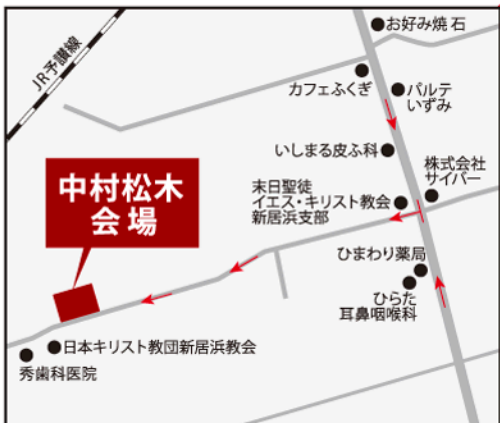 お好み焼 石
JR予讃線
カフェふくぎ
パルテ
いずみ
いしまる皮ふ科
株式会社
サイバー
中村松木
会場
末日聖徒
イエス・キリスト教会
新居浜支部
ひまわり薬局
ひらた
耳鼻咽喉科
日本キリスト教団新居浜教会
秀歯科医院